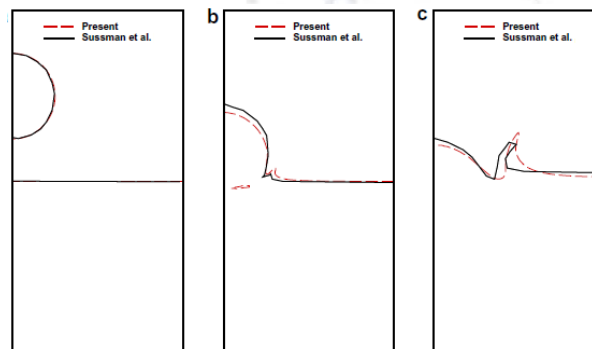 b
c
Present
Sussman et al.
Present
Sussman et al.
Present
Sussman et al.